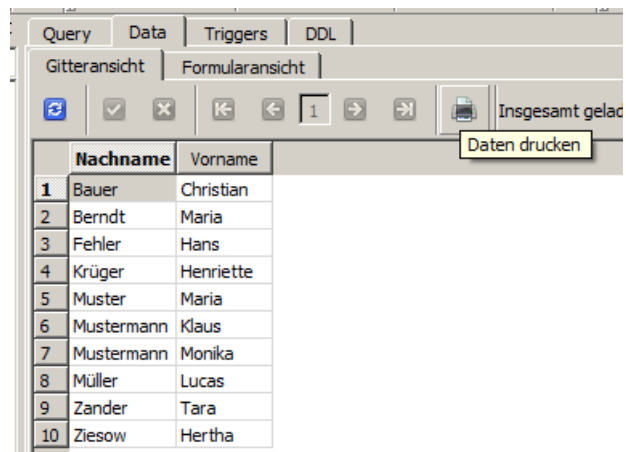 Query Data Triggers DDL
Gitteransicht Formularansicht
1 Insgesamt gelad
Daten drucken
Nachname Vorname
1 Bauer Christian
2 Berndt Maria
3 Fehler Hans
4 Krüger Henriette
5 Muster Maria
6 Mustermann Klaus
7 Mustermann Monika
8 Müller Lucas
9 Zander Tara
10 Ziesow Hertha